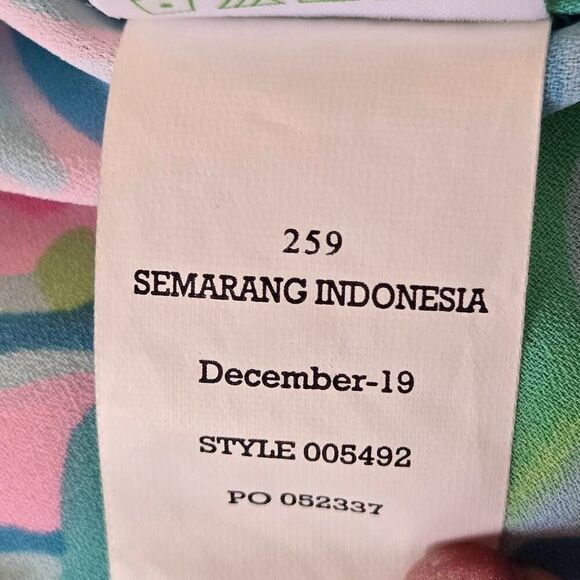 259
SEMARANG INDONESIA
December-19
STYLE 005492
PO 052337